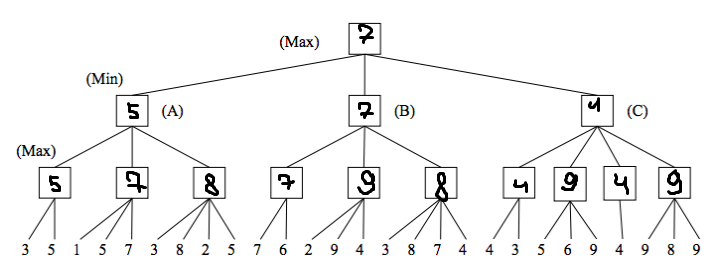 (Max) 7
(Min)
5 (A) 7 (B) 4 (C)
(Max)
5 7 8 7 9 8 4 9 4 9
3 5 1 5 7 3 8 2 5 7 6 2 9 4 3 8 7 4 4 3 5 6 9 4 9 8 9